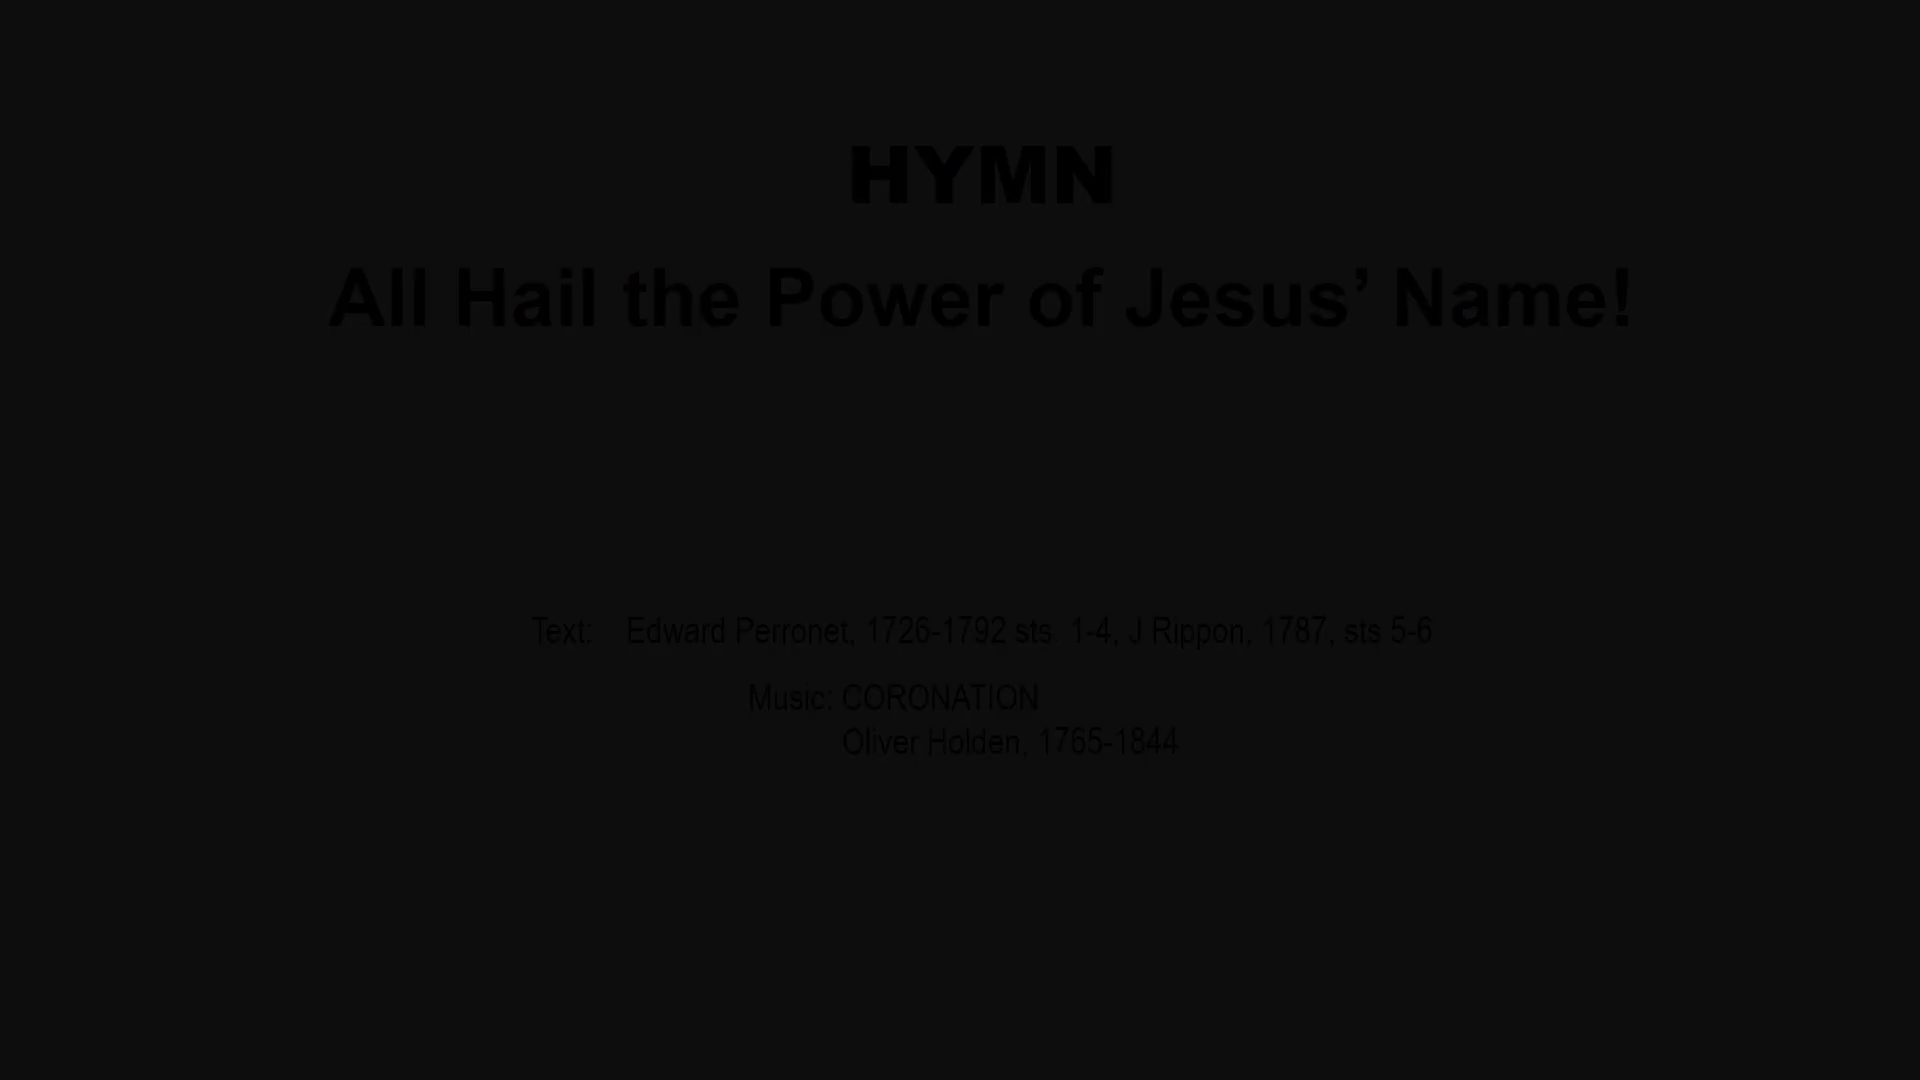 HYMN
All Hail the Power of Jesus’ Name!
Text: Edward Perronet, 1726-1792 sts. 1-4, J Rippon, 1787, sts 5-6
Music: CORONATION
Oliver Holden, 1765-1844